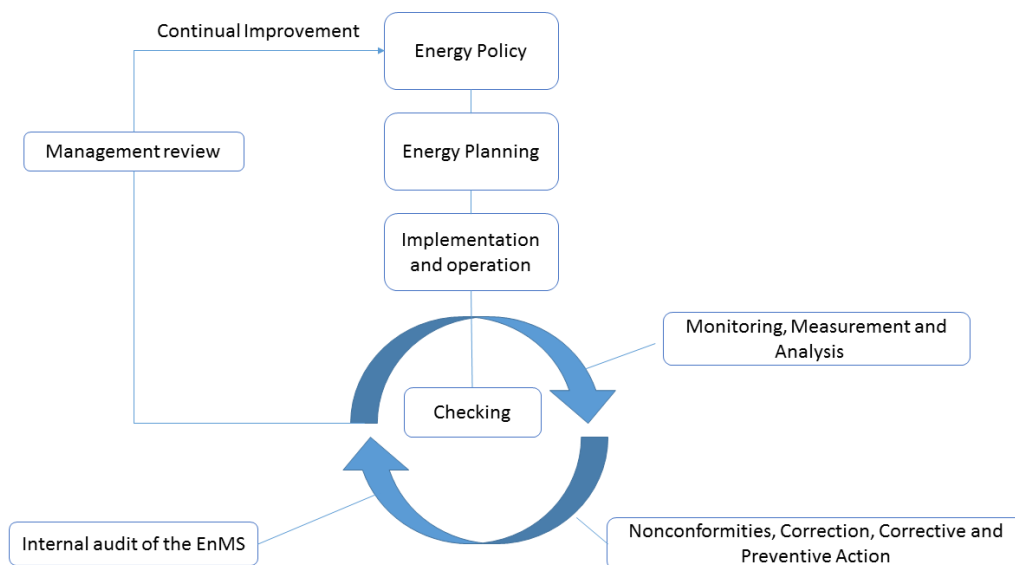 Continual Improvement
Energy Policy
Management review
Energy Planning
Implementation
and operation
Monitoring, Measurement and
Analysis
Checking
Internal audit of the EnMS
Nonconformities, Correction, Corrective and
Preventive Action